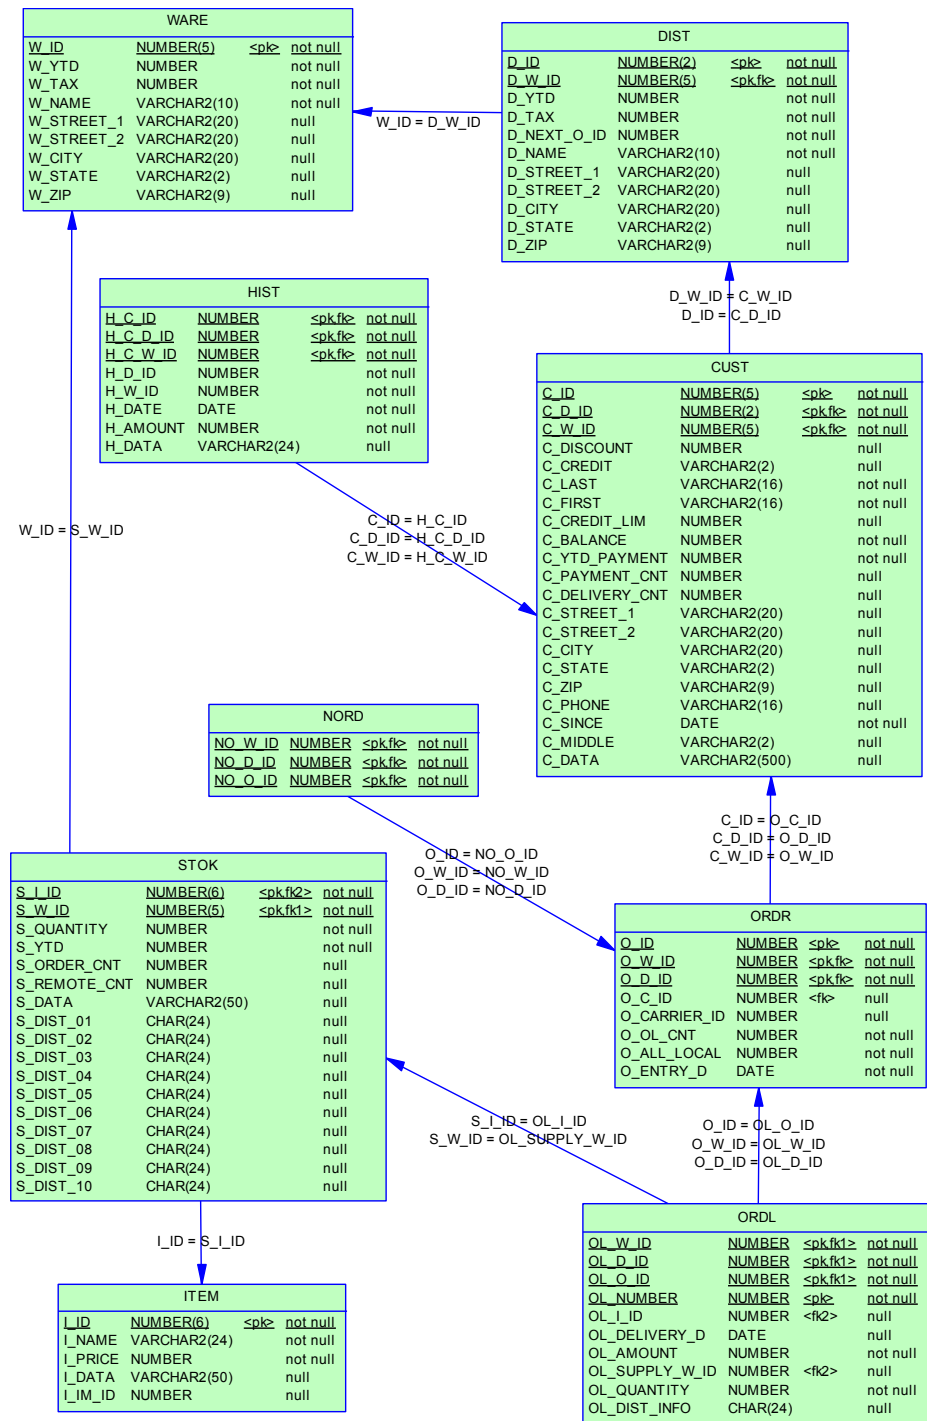 WARE
W_ID NUMBER(5) <pk> not null
W_YTD NUMBER not null
W_TAX NUMBER not null
W_NAME VARCHAR2(10) not null
W_STREET_1 VARCHAR2(20) null
W_STREET_2 VARCHAR2(20) null
W_CITY VARCHAR2(20) null
W_STATE VARCHAR2(2) null
W_ZIP VARCHAR2(9) null
DIST
D_ID NUMBER(2) <pk> not null
D_W_ID NUMBER(5) <pk,fk> not null
D_YTD NUMBER not null
D_TAX NUMBER not null
D_NEXT_O_ID NUMBER not null
D_NAME VARCHAR2(10) not null
D_STREET_1 VARCHAR2(20) null
D_STREET_2 VARCHAR2(20) null
D_CITY VARCHAR2(20) null
D_STATE VARCHAR2(2) null
D_ZIP VARCHAR2(9) null
W_ID = D_W_ID
HIST
H_C_ID NUMBER <pk,fk> not null
H_C_D_ID NUMBER <pk,fk> not null
H_C_W_ID NUMBER <pk,fk> not null
H_D_ID NUMBER not null
H_W_ID NUMBER not null
H_DATE DATE not null
H_AMOUNT NUMBER not null
H_DATA VARCHAR2(24) null
D_W_ID = C_W_ID
D_ID = C_D_ID
CUST
C_ID NUMBER(5) <pk> not null
C_D_ID NUMBER(2) <pk,fk> not null
C_W_ID NUMBER(5) <pk,fk> not null
C_DISCOUNT NUMBER null
C_CREDIT VARCHAR2(2) null
C_LAST VARCHAR2(16) not null
C_FIRST VARCHAR2(16) not null
C_CREDIT_LIM NUMBER null
C_BALANCE NUMBER not null
C_YTD_PAYMENT NUMBER not null
C_PAYMENT_CNT NUMBER null
C_DELIVERY_CNT NUMBER null
C_STREET_1 VARCHAR2(20) null
C_STREET_2 VARCHAR2(20) null
C_CITY VARCHAR2(20) null
C_STATE VARCHAR2(2) null
C_ZIP VARCHAR2(9) null
C_PHONE VARCHAR2(16) null
C_SINCE DATE not null
C_MIDDLE VARCHAR2(2) null
C_DATA VARCHAR2(500) null
W_ID = S_W_ID
C_ID = H_C_ID
C_D_ID = H_C_D_ID
C_W_ID = H_C_W_ID
NORD
NO_W_ID NUMBER <pk,fk> not null
NO_D_ID NUMBER <pk,fk> not null
NO_O_ID NUMBER <pk,fk> not null
C_ID = O_C_ID
C_D_ID = O_D_ID
C_W_ID = O_W_ID
O_ID = NO_O_ID
O_W_ID = NO_W_ID
O_D_ID = NO_D_ID
STOK
S_I_ID NUMBER(6) <pk,fk2> not null
S_W_ID NUMBER(5) <pk,fk1> not null
S_QUANTITY NUMBER not null
S_YTD NUMBER not null
S_ORDER_CNT NUMBER null
S_REMOTE_CNT NUMBER null
S_DATA VARCHAR2(50) null
S_DIST_01 CHAR(24) null
S_DIST_02 CHAR(24) null
S_DIST_03 CHAR(24) null
S_DIST_04 CHAR(24) null
S_DIST_05 CHAR(24) null
S_DIST_06 CHAR(24) null
S_DIST_07 CHAR(24) null
S_DIST_08 CHAR(24) null
S_DIST_09 CHAR(24) null
S_DIST_10 CHAR(24) null
ORDR
O_ID NUMBER <pk> not null
O_W_ID NUMBER <pk,fk> not null
O_D_ID NUMBER <pk,fk> not null
O_C_ID NUMBER <fk> null
O_CARRIER_ID NUMBER null
O_OL_CNT NUMBER not null
O_ALL_LOCAL NUMBER not null
O_ENTRY_D DATE not null
S_I_ID = OL_I_ID
S_W_ID = OL_SUPPLY_W_ID
O_ID = OL_O_ID
O_W_ID = OL_W_ID
O_D_ID = OL_D_ID
I_ID = S_I_ID
ITEM
I_ID NUMBER(6) <pk> not null
I_NAME VARCHAR2(24) not null
I_PRICE NUMBER not null
I_DATA VARCHAR2(50) null
I_IM_ID NUMBER null
ORDL
OL_W_ID NUMBER <pk,fk1> not null
OL_D_ID NUMBER <pk,fk1> not null
OL_O_ID NUMBER <pk,fk1> not null
OL_NUMBER NUMBER <pk> not null
OL_I_ID NUMBER <fk2> null
OL_DELIVERY_D DATE null
OL_AMOUNT NUMBER not null
OL_SUPPLY_W_ID NUMBER <fk2> null
OL_QUANTITY NUMBER not null
OL_DIST_INFO CHAR(24) null